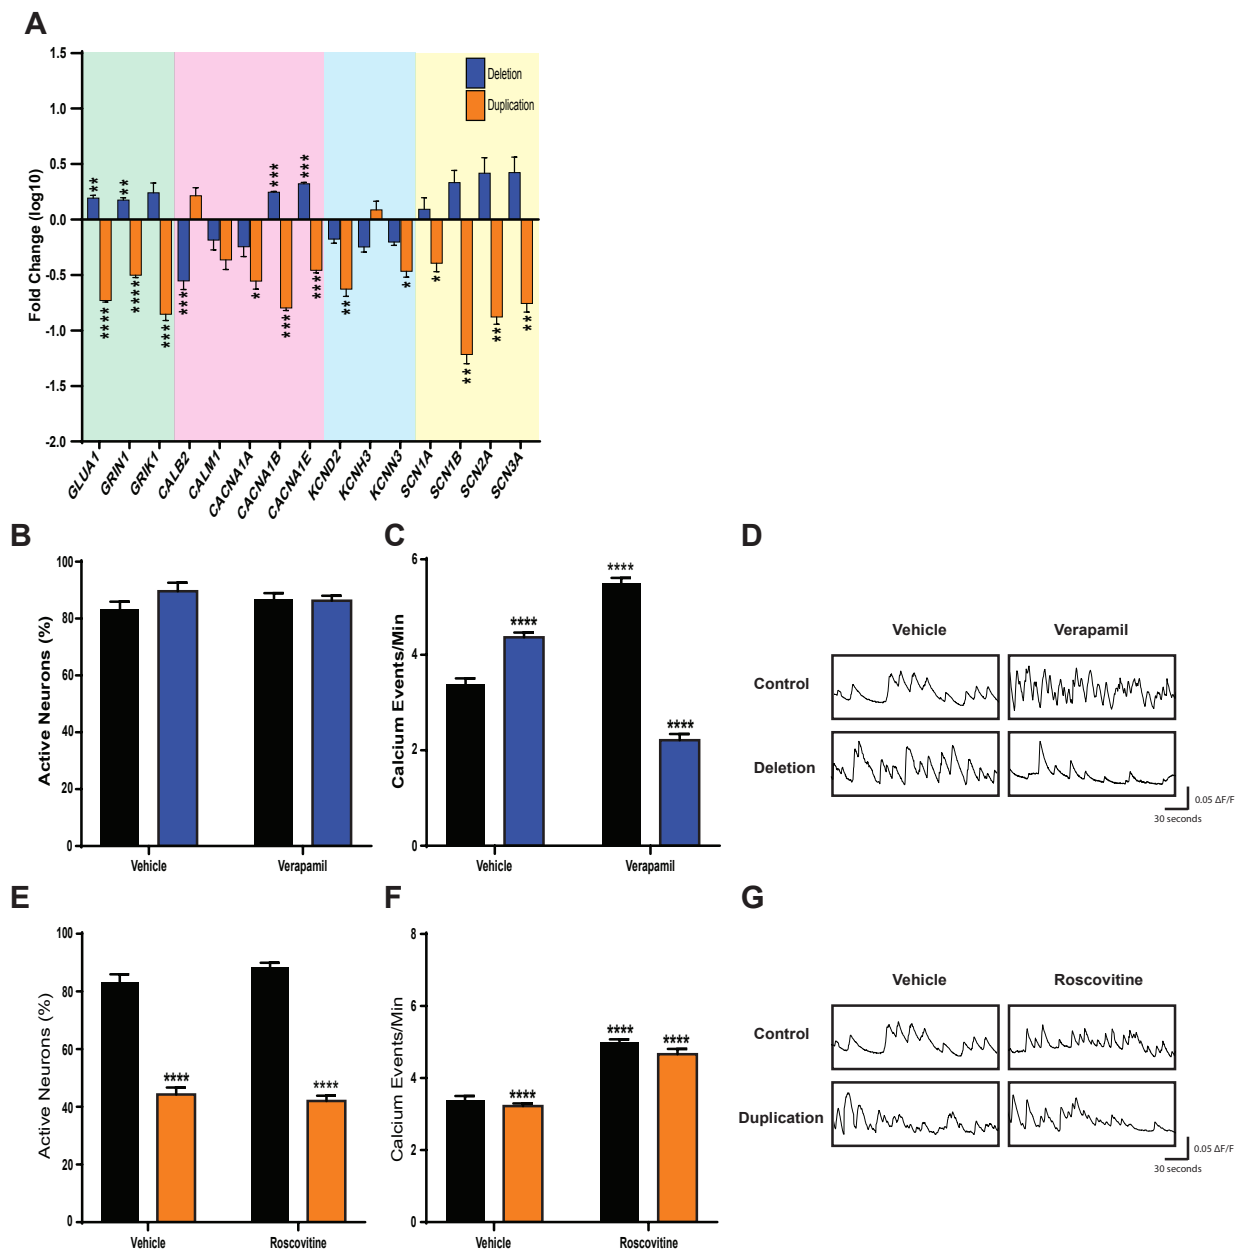 A
1.5
1.0
0.5
0.0
-0.5
-1.0
-1.5
-2.0
Fold Change (log10)
Deletion
Duplication
**
**
***
***
****
****
***
***
*
***
***
**
*
*
**
**
**
GLUA1
GRIN1
GRIK1
CALB2
CALM1
CACNA1A
CACNA1B
CACNA1E
KCND2
KCNH3
KCNN3
SCN1A
SCN1B
SCN2A
SCN3A
B
100
80
60
40
20
0
Active Neurons (%)
Vehicle
Verapamil
C
6
4
2
0
Calcium Events/Min
****
****
****
Vehicle
Verapamil
D
Vehicle
Verapamil
Control
Deletion
0.05 ΔF/F
30 seconds
E
100
80
60
40
20
0
Active Neurons (%)
****
****
Vehicle
Roscovitine
F
8
6
4
2
0
Calcium Events/Min
****
****
****
Vehicle
Roscovitine
G
Vehicle
Roscovitine
Control
Duplication
0.05 ΔF/F
30 seconds